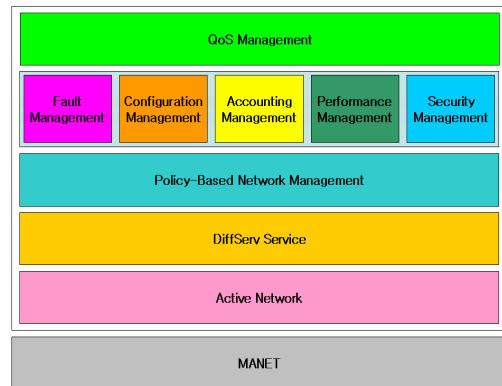 QoS Management
Fault
Management
Configuration
Management
Accounting
Management
Performance
Management
Security
Management
Policy-Based Network Management
DiffServ Service
Active Network
MANET